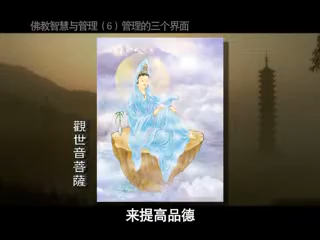 佛教智慧与管理（6）管理的三个界面
觀世音菩薩
来提高品德